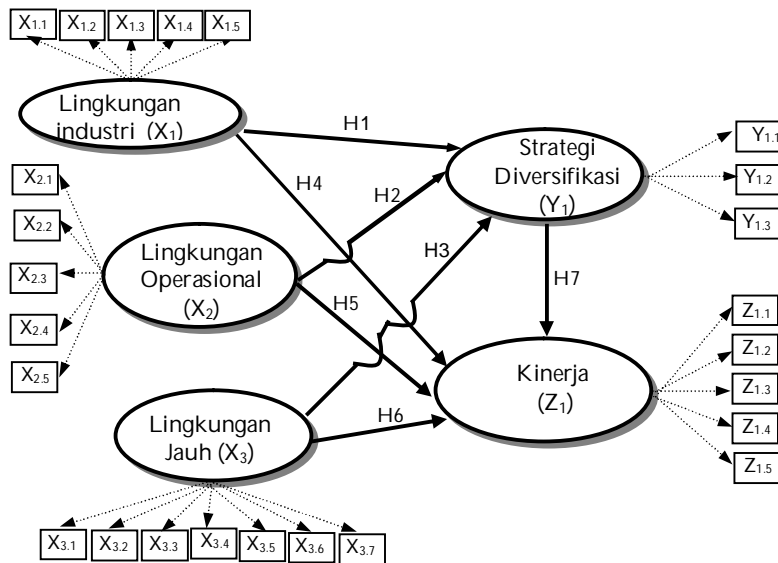 X1.1 X1.2 X1.3 X1.4 X1.5
Lingkungan
industri (X1)
H1
Strategi
Diversifikasi
(Y1)
Y1.1
Y1.2
Y1.3
H4
H2
X2.1
X2.2
X2.3
X2.4
X2.5
Lingkungan
Operasional
(X2)
H3
H5
H7
Kinerja
(Z1)
Z1.1
Z1.2
Z1.3
Z1.4
Z1.5
Lingkungan
Jauh (X3)
H6
X3.1 X3.2 X3.3 X3.4 X3.5 X3.6 X3.7